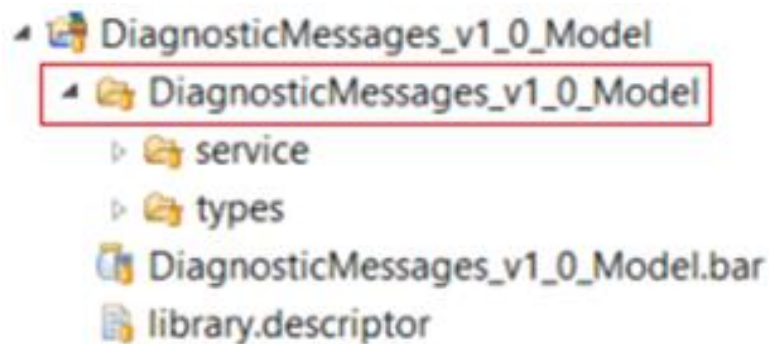 DiagnosticMessages_v1_0_Model
DiagnosticMessages_v1_0_Model
service
types
DiagnosticMessages_v1_0_Model.bar
library.descriptor